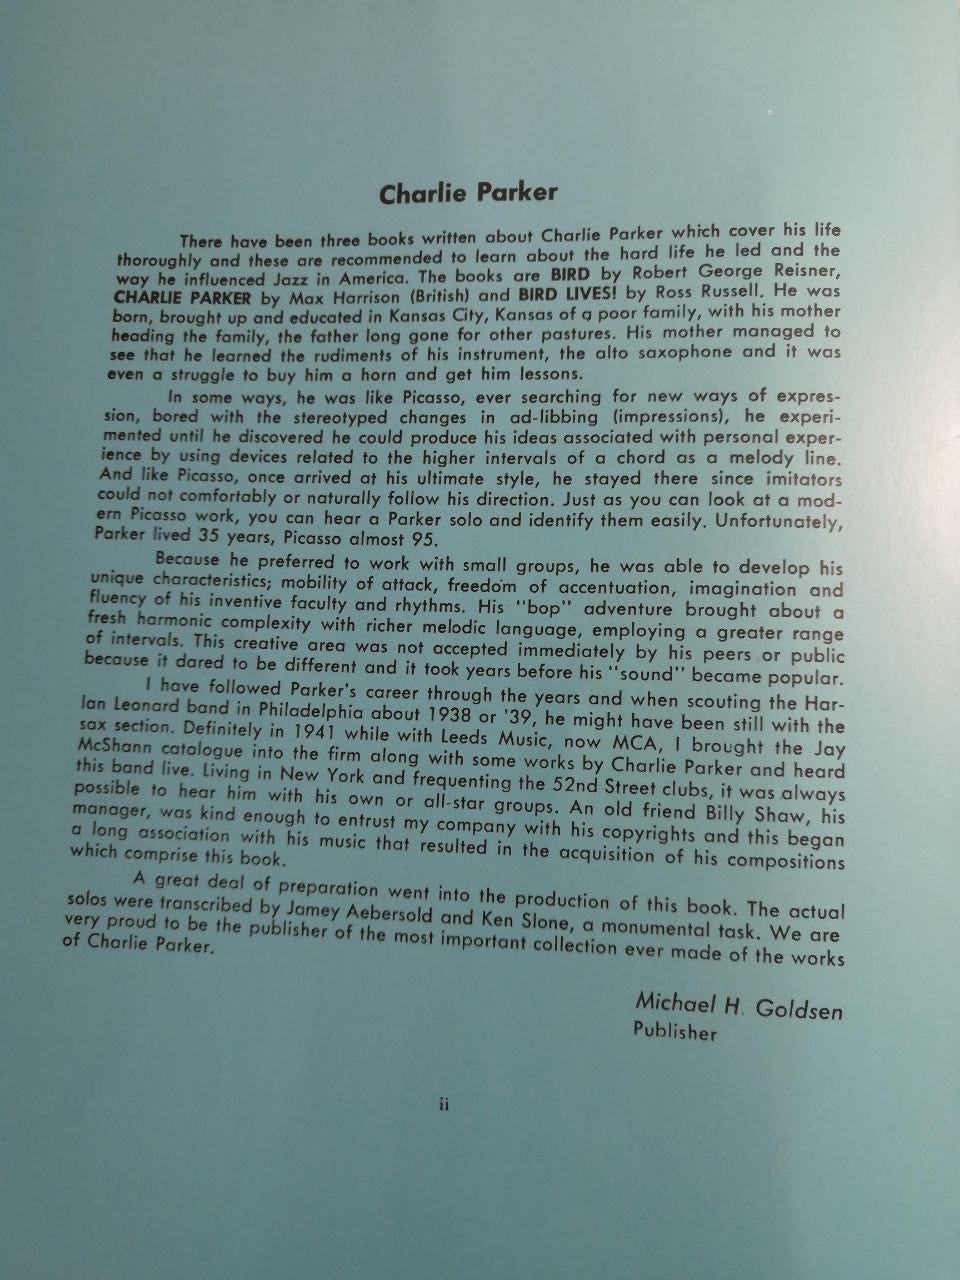 Charlie Parker
There have been three books written about Charlie Parker which cover his life
thoroughly and these are recommended to learn about the hard life he led and the
way he influenced Jazz in America. The books are BIRD by Robert George Reisner,
CHARLIE PARKER by Max Harrison (British) and BIRD LIVES! by Ross Russell. He was
born, brought up and educated in Kansas City, Kansas of a poor family, with his mother
heading the family, the father long gone for other pastures. His mother managed to
see that he learned the rudiments of his instrument, the alto saxophone and it was
even a struggle to buy him a horn and get him lessons.
In some ways, he was like Picasso, ever searching for new ways of expres-
sion, bored with the stereotyped changes in ad-libbing (impressions), he experi-
mented until he discovered he could produce his ideas associated with personal exper-
ience by using devices related to the higher intervals of a chord as a melody line.
And like Picasso, once arrived at his ultimate style, he stayed there since imitators
could not comfortably or naturally follow his direction. Just as you can look at a mod-
ern Picasso work, you can hear a Parker solo and identify them easily. Unfortunately,
Parker lived 35 years, Picasso almost 95.
Because he preferred to work with small groups, he was able to develop his
unique characteristics; mobility of attack, freedom of accentuation, imagination and
fluency of his inventive faculty and rhythms. His "bop" adventure brought about a
fresh harmonic complexity with richer melodic language, employing a greater range
of intervals. This creative area was not accepted immediately by his peers or public
because it dared to be different and it took years before his "sound" became popular.
I have followed Parker's career through the years and when scouting the Har-
lan Leonard band in Philadelphia about 1938 or '39, he might have been still with the
sax section. Definitely in 1941 while with Leeds Music, now MCA, I brought the Jay
McShann catalogue into the firm along with some works by Charlie Parker and heard
this band live. Living in New York and frequenting the 52nd Street clubs, it was always
possible to hear him with his own or all-star groups. An old friend Billy Shaw, his
manager, was kind enough to entrust my company with his copyrights and this began
a long association with his music that resulted in the acquisition of his compositions
which comprise this book.
A great deal of preparation went into the production of this book. The actual
solos were transcribed by Jamey Aebersold and Ken Slone, a monumental task. We are
very proud to be the publisher of the most important collection ever made of the works
of Charlie Parker.
Michael H. Goldsen
Publisher
ii